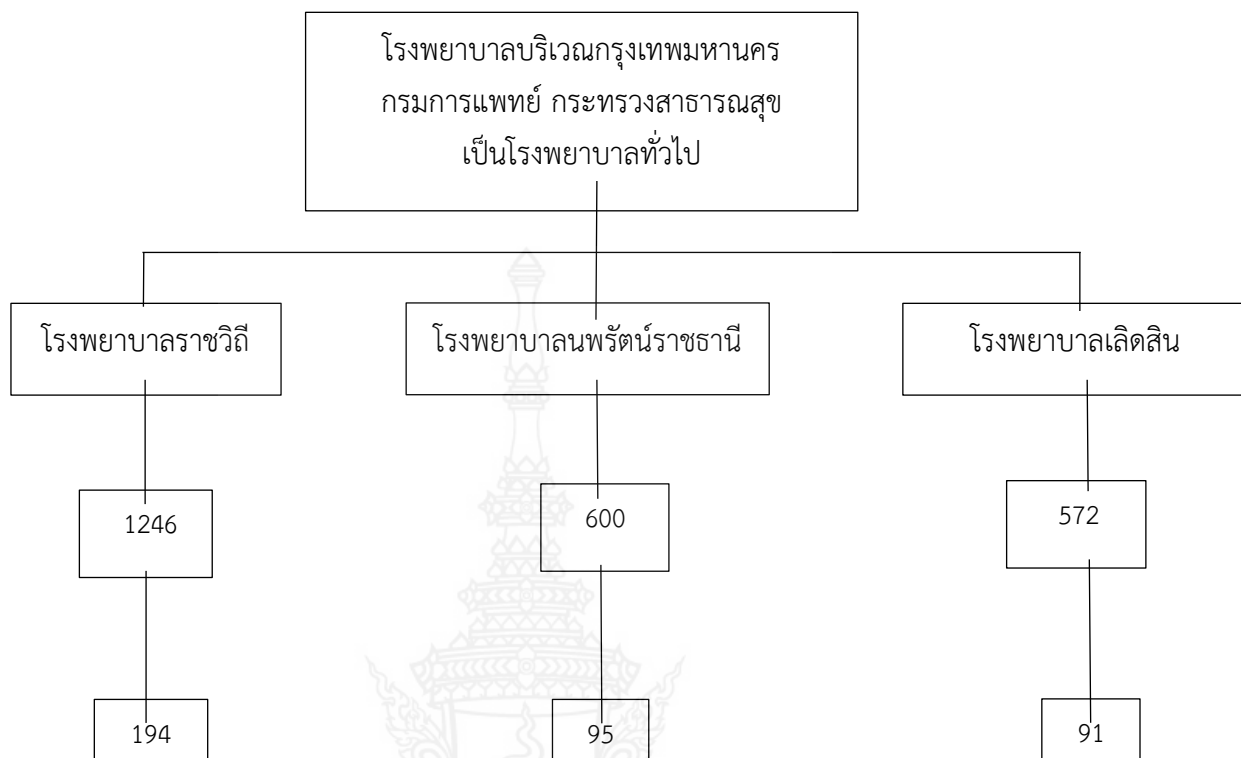 โรงพยาบาลบริเวณกรุงเทพมหานคร
กรมการแพทย์ กระทรวงสาธารณสุข
เป็นโรงพยาบาลทั่วไป
โรงพยาบาลราชวิถี
โรงพยาบาลนพรัตน์ราชธานี
โรงพยาบาลเลิดสิน
1246
600
572
194
95
91